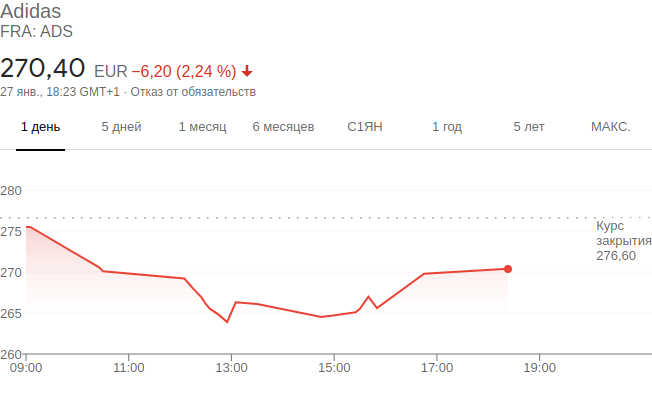 Adidas
FRA: ADS
270,40 EUR −6,20 (2,24 %)
27 янв., 18:23 GMT+1 · Отказ от обязательств
1 день 5 дней 1 месяц 6 месяцев С1ЯН 1 год 5 лет МАКС.
280
275
270
265
260
Курс
закрытия
276,60
09:00 11:00 13:00 15:00 17:00 19:00